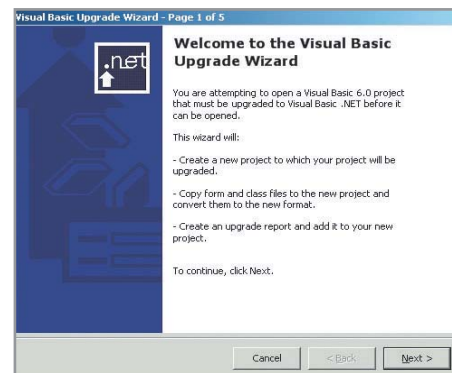 Visual Basic Upgrade Wizard - Page 1 of 5
.net
Welcome to the Visual Basic
Upgrade Wizard
You are attempting to open a Visual Basic 6.0 project
that must be upgraded to Visual Basic .NET before it
can be opened.
This wizard will:
- Create a new project to which your project will be
upgraded.
- Copy form and class files to the new project and
convert them to the new format.
- Create an upgrade report and add it to your new
project.
To continue, click Next.
Cancel
< Back
Next >